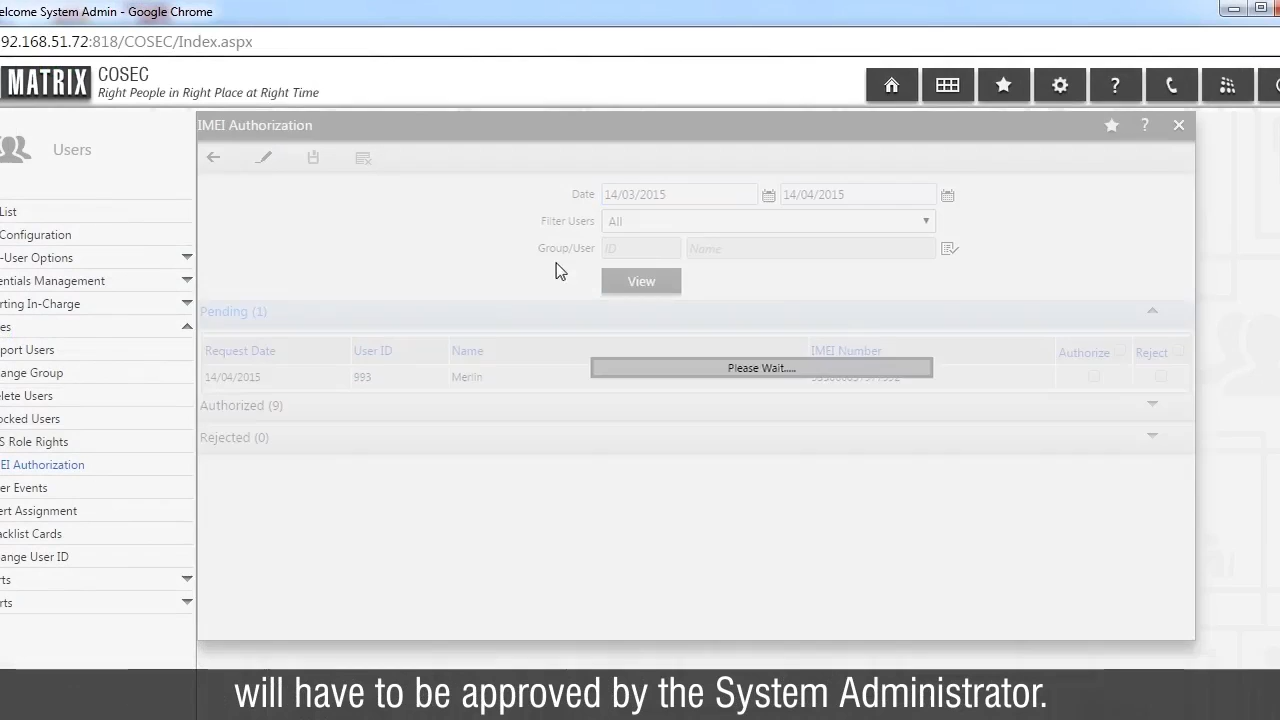 elcome System Admin - Google Chrome
92.168.51.72:818/COSEC/Index.aspx
MATRIX
COSEC
Right People in Right Place at Right Time
?
Users
IMEI Authorization
?
Date 14/03/2015 14/04/2015
Filter Users All
Group/User ID Name
View
List
Configuration
-User Options
entials Management
rting In-Charge
es
port Users
ange Group
lete Users
ocked Users
S Role Rights
EI Authorization
er Events
ert Assignment
acklist Cards
ange User ID
rts
rts
Pending (1)
Request Date User ID Name IMEI Number Authorize Reject
14/04/2015 993 Merlin
Please Wait.....
Authorized (9)
Rejected (0)
will have to be approved by the System Administrator.